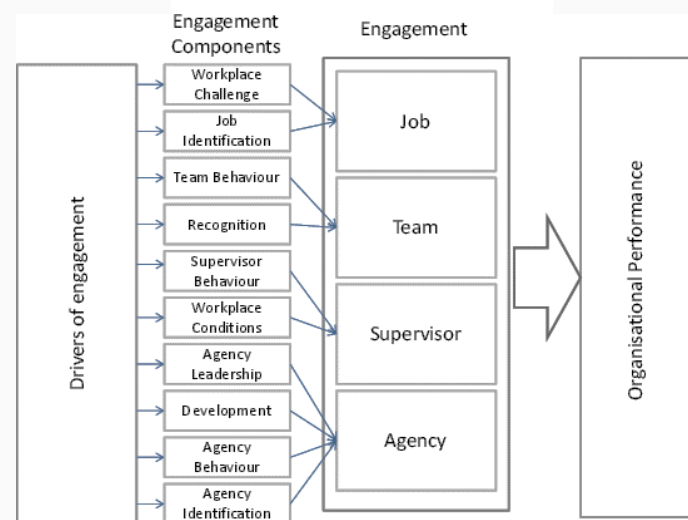 Engagement
Components
Engagement
Drivers of engagement
Workplace
Challenge
Job
Identification
Team Behaviour
Recognition
Supervisor
Behaviour
Workplace
Conditions
Agency
Leadership
Development
Agency
Behaviour
Agency
Identification
Job
Team
Supervisor
Agency
Organisational Performance